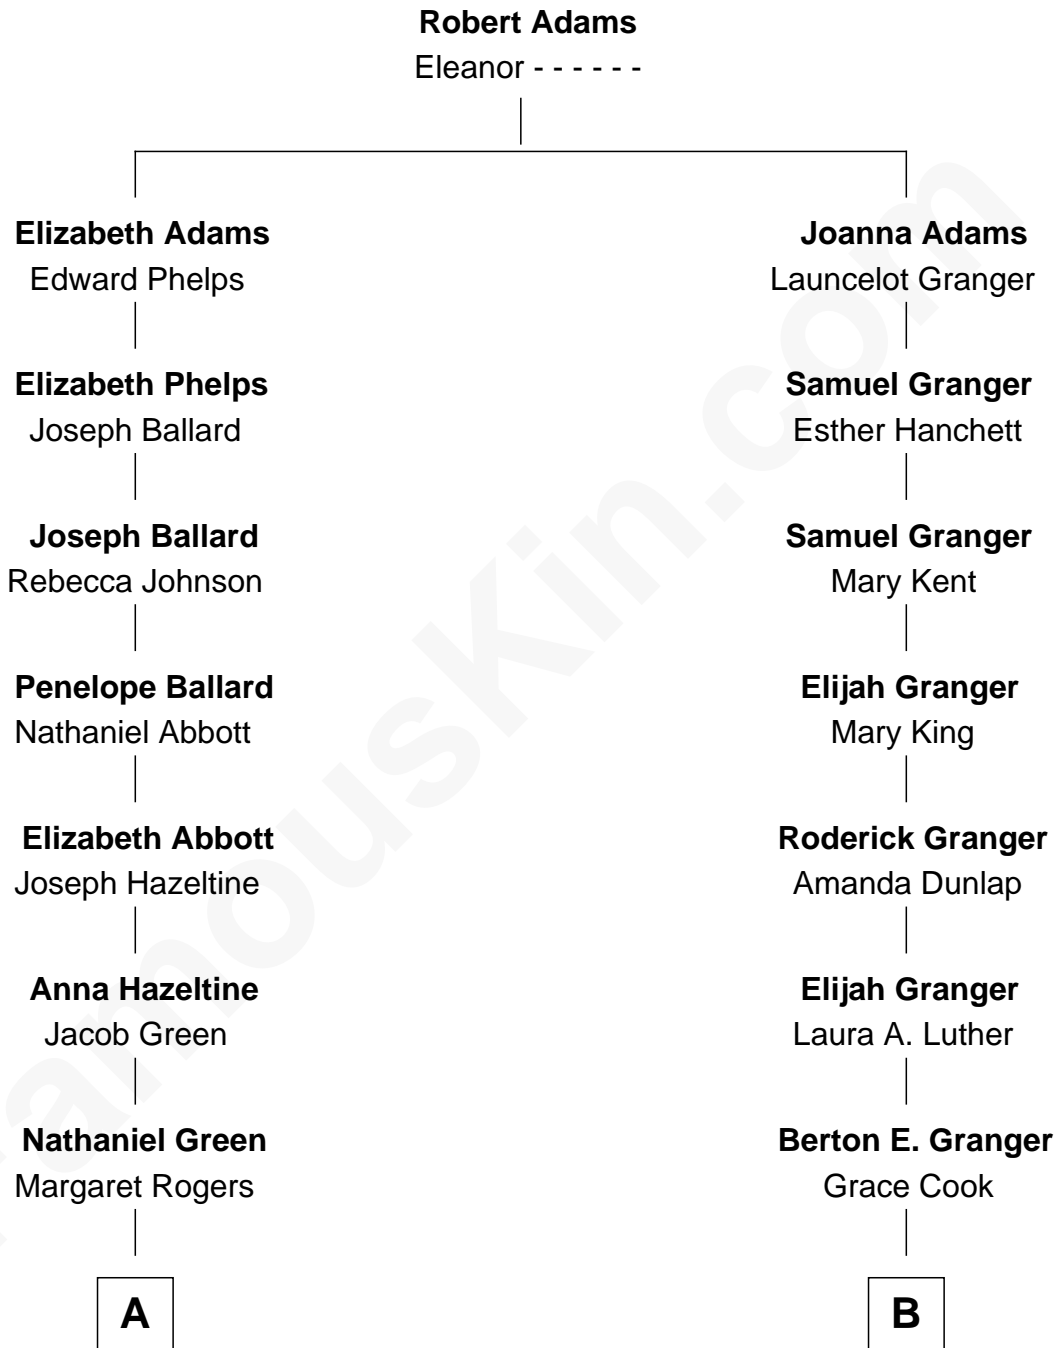 Robert Adams
Eleanor - - - - - -
Elizabeth Adams
Edward Phelps
Joanna Adams
Launcelot Granger
Elizabeth Phelps
Joseph Ballard
Samuel Granger
Esther Hanchett
Joseph Ballard
Rebecca Johnson
Samuel Granger
Mary Kent
Penelope Ballard
Nathaniel Abbott
Elijah Granger
Mary King
Elizabeth Abbott
Joseph Hazeltine
Roderick Granger
Amanda Dunlap
Anna Hazeltine
Jacob Green
Elijah Granger
Laura A. Luther
Nathaniel Green
Margaret Rogers
Berton E. Granger
Grace Cook
A
B
FamousKin.com